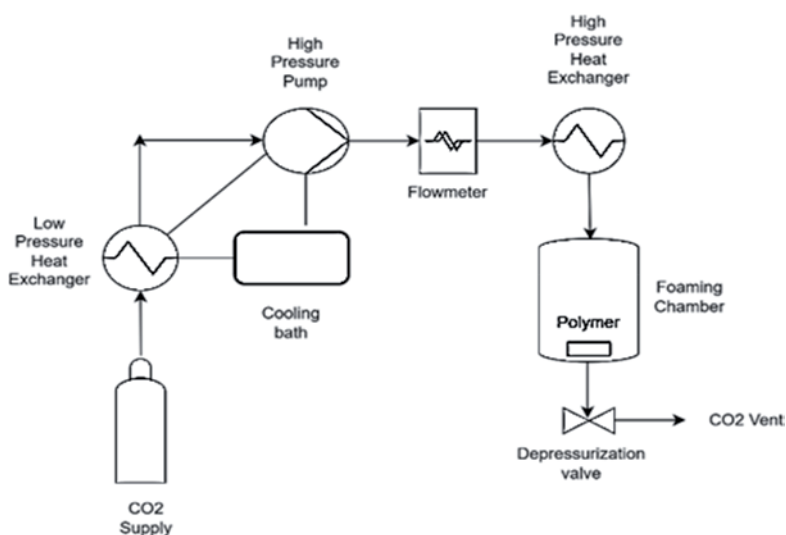 High
Pressure
Pump
High
Pressure
Heat
Exchanger
Flowmeter
Low
Pressure
Heat
Exchanger
Cooling
bath
Polymer
Foaming
Chamber
CO2 Vent
Depressurization
valve
CO2
Supply